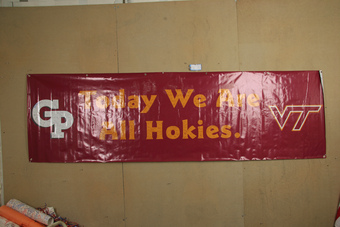 GP
Today We Are
All Hokies.
VT